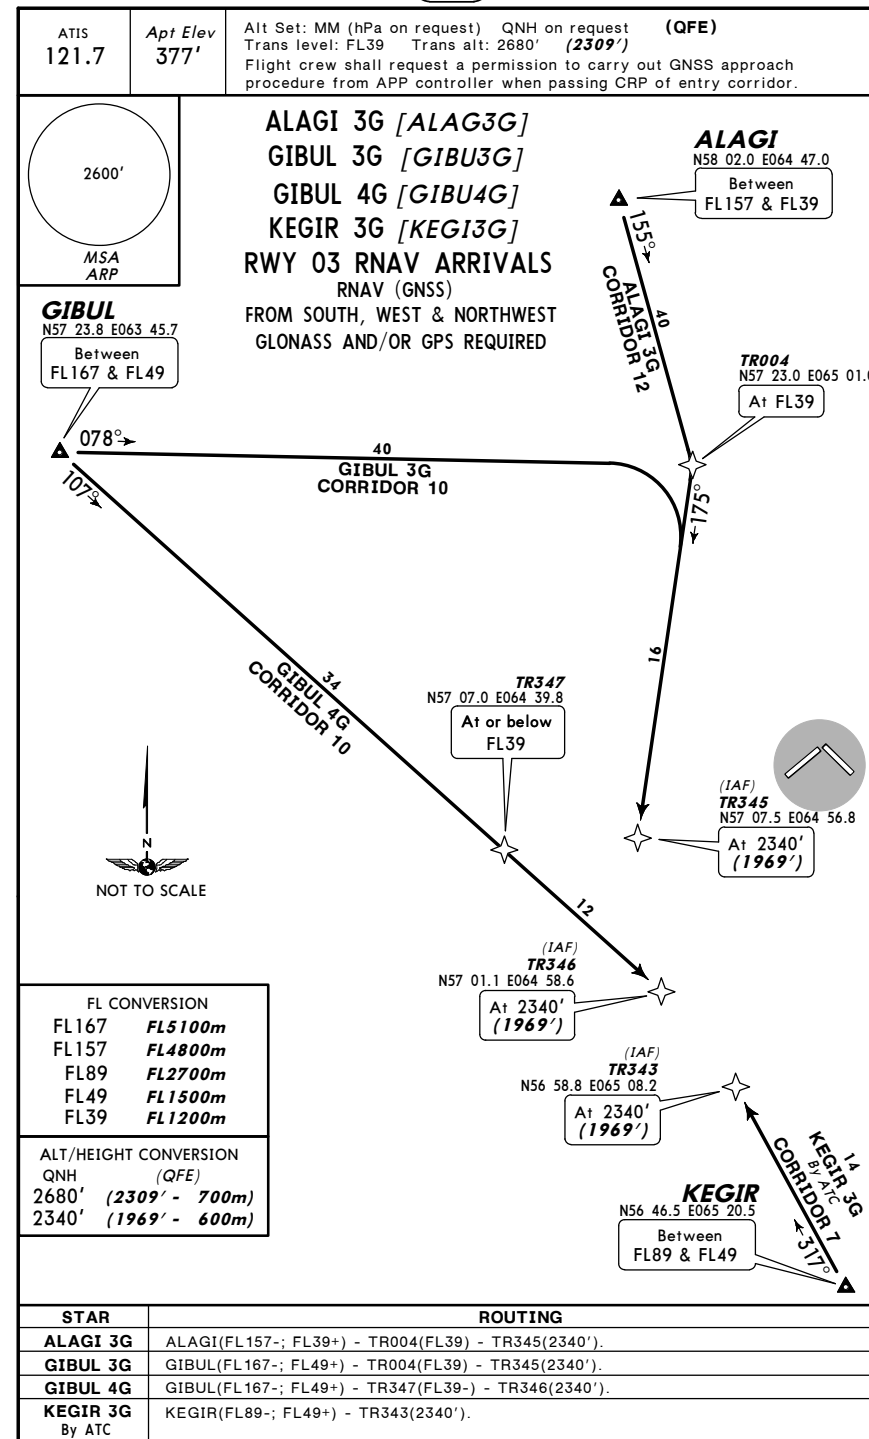 ATIS
121.7
Apt Elev
377'
Alt Set: MM (hPa on request) QNH on request (QFE)
Trans level: FL39 Trans alt: 2680' (2309')
Flight crew shall request a permission to carry out GNSS approach
procedure from APP controller when passing CRP of entry corridor.
2600'
MSA
ARP
ALAGI 3G [ALAG3G]
GIBUL 3G [GIBU3G]
GIBUL 4G [GIBU4G]
KEGIR 3G [KEGI3G]
RWY 03 RNAV ARRIVALS
RNAV (GNSS)
FROM SOUTH, WEST & NORTHWEST
GLONASS AND/OR GPS REQUIRED
ALAGI
N58 02.0 E064 47.0
Between
FL157 & FL39
155°
40
ALAGI 3G
CORRIDOR 12
GIBUL
N57 23.8 E063 45.7
Between
FL167 & FL49
078°
107°
40
GIBUL 3G
CORRIDOR 10
TR004
N57 23.0 E065 01.0
At FL39
175°
16
34
GIBUL 4G
CORRIDOR 10
TR347
N57 07.0 E064 39.8
At or below
FL39
(IAF)
TR345
N57 07.5 E064 56.8
At 2340'
(1969')
N
NOT TO SCALE
12
(IAF)
TR346
N57 01.1 E064 58.6
At 2340'
(1969')
(IAF)
TR343
N56 58.8 E065 08.2
At 2340'
(1969')
14
KEGIR 3G
By ATC
CORRIDOR 7
317°
KEGIR
N56 46.5 E065 20.5
Between
FL89 & FL49
FL CONVERSION
FL167 FL5100m
FL157 FL4800m
FL89 FL2700m
FL49 FL1500m
FL39 FL1200m
ALT/HEIGHT CONVERSION
QNH (QFE)
2680' (2309' - 700m)
2340' (1969' - 600m)
STAR ROUTING
ALAGI 3G ALAGI(FL157-; FL39+) - TR004(FL39) - TR345(2340').
GIBUL 3G GIBUL(FL167-; FL49+) - TR004(FL39) - TR345(2340').
GIBUL 4G GIBUL(FL167-; FL49+) - TR347(FL39-) - TR346(2340').
KEGIR 3G KEGIR(FL89-; FL49+) - TR343(2340').
By ATC